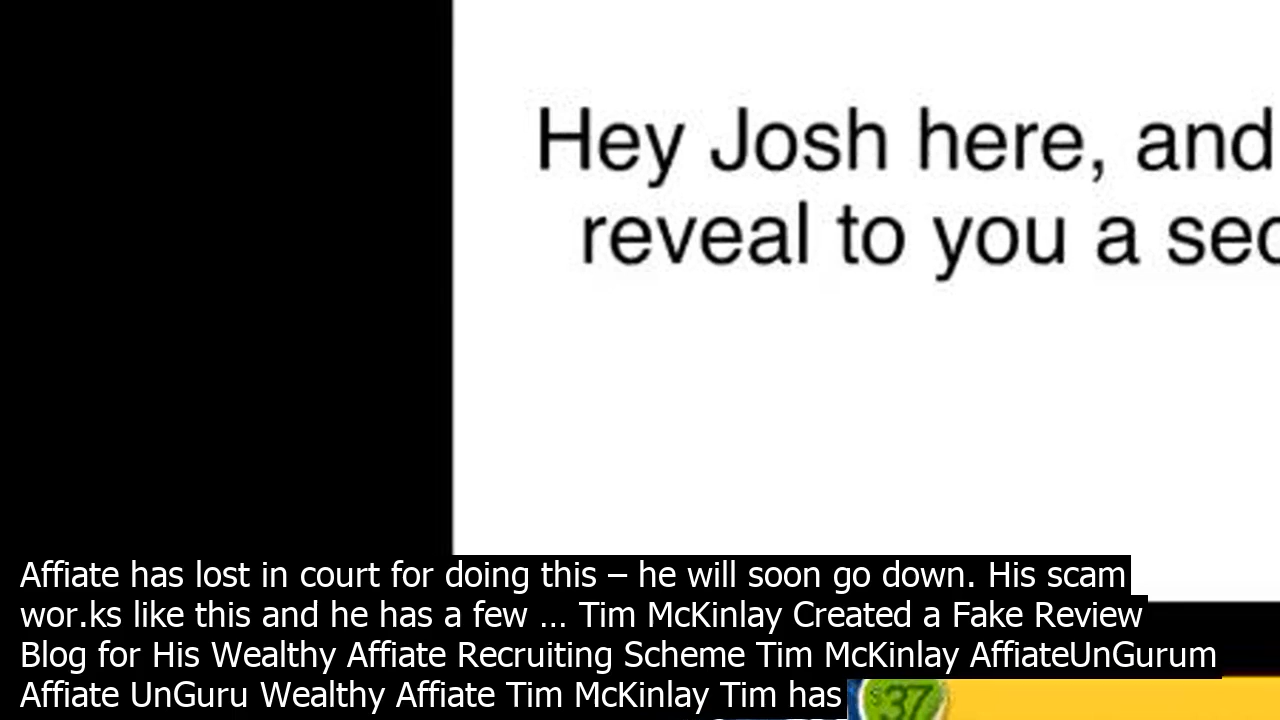 Hey Josh here, and
reveal to you a sec
Affiate has lost in court for doing this – he will soon go down. His scam
wor.ks like this and he has a few ... Tim McKinlay Created a Fake Review
Blog for His Wealthy Affiate Recruiting Scheme Tim McKinlay AffiateUnGurum
Affiate UnGuru Wealthy Affiate Tim McKinlay Tim has
$37